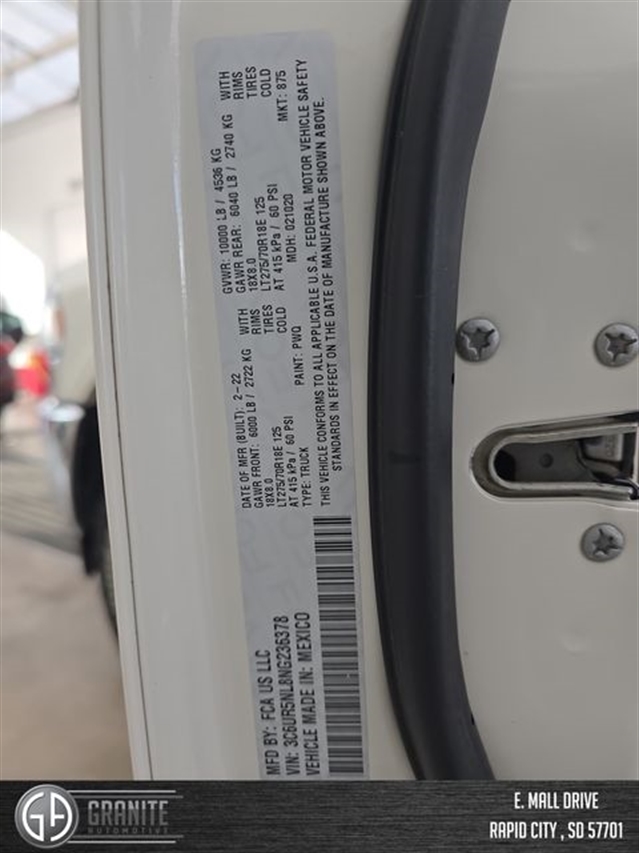 MFD BY: FCA US LLC
DATE OF MFR (BUILT): 2-22
GVWR: 10000 LB / 4536 KG
GAWR FRONT: 6000 LB / 2722 KG WITH
GAWR REAR: 6040 LB / 2740 KG WITH
18X8.0 RIMS
18X8.0 RIMS
LT275/70R18E 125 TIRES
LT275/70R18E 125 TIRES
AT 415 kPa / 60 PSI COLD
AT 415 kPa / 60 PSI COLD
TYPE: TRUCK
PAINT: PWQ
MDH: 021020
MKT: 875
THIS VEHICLE CONFORMS TO ALL APPLICABLE U.S.A. FEDERAL MOTOR VEHICLE SAFETY
STANDARDS IN EFFECT ON THE DATE OF MANUFACTURE SHOWN ABOVE.
VIN: 3C6UR5NL8NG236378
VEHICLE MADE IN: MEXICO
GA GRANITE
AUTOMOTIVE
E. MALL DRIVE
RAPID CITY , SD 57701